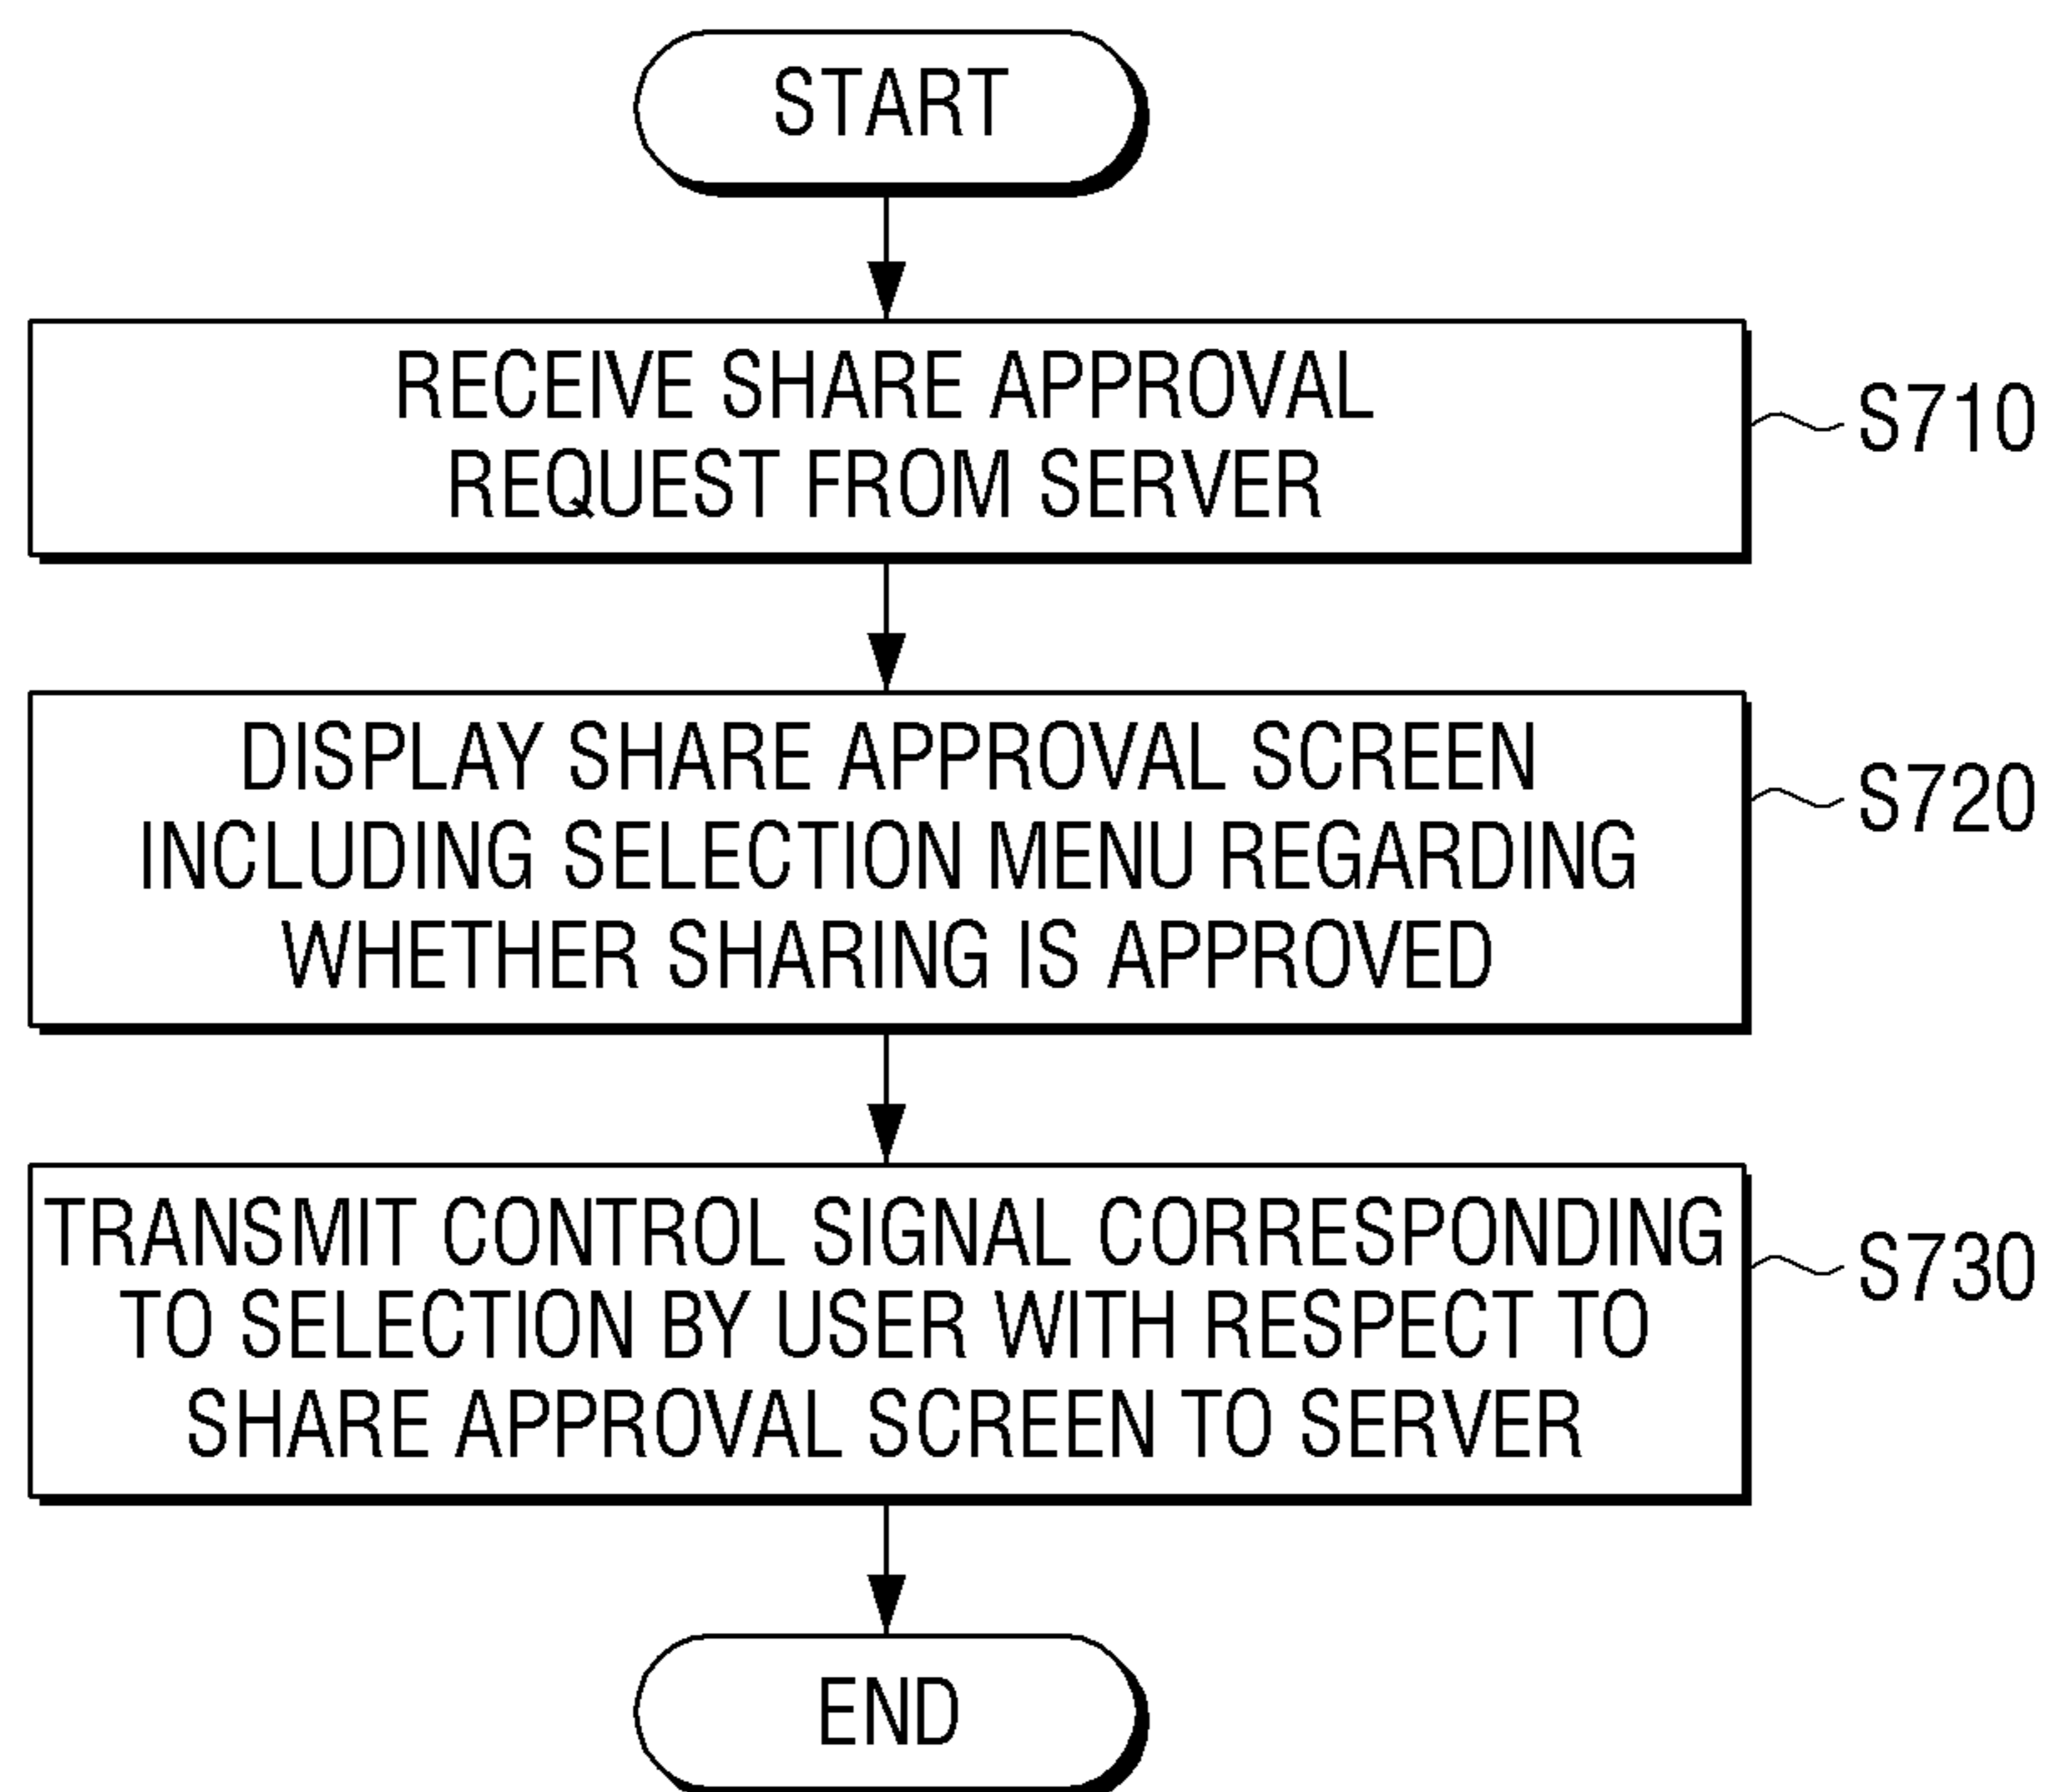 START
RECEIVE SHARE APPROVAL
REQUEST FROM SERVER
S710
DISPLAY SHARE APPROVAL SCREEN
INCLUDING SELECTION MENU REGARDING
WHETHER SHARING IS APPROVED
S720
TRANSMIT CONTROL SIGNAL CORRESPONDING
TO SELECTION BY USER WITH RESPECT TO
SHARE APPROVAL SCREEN TO SERVER
S730
END